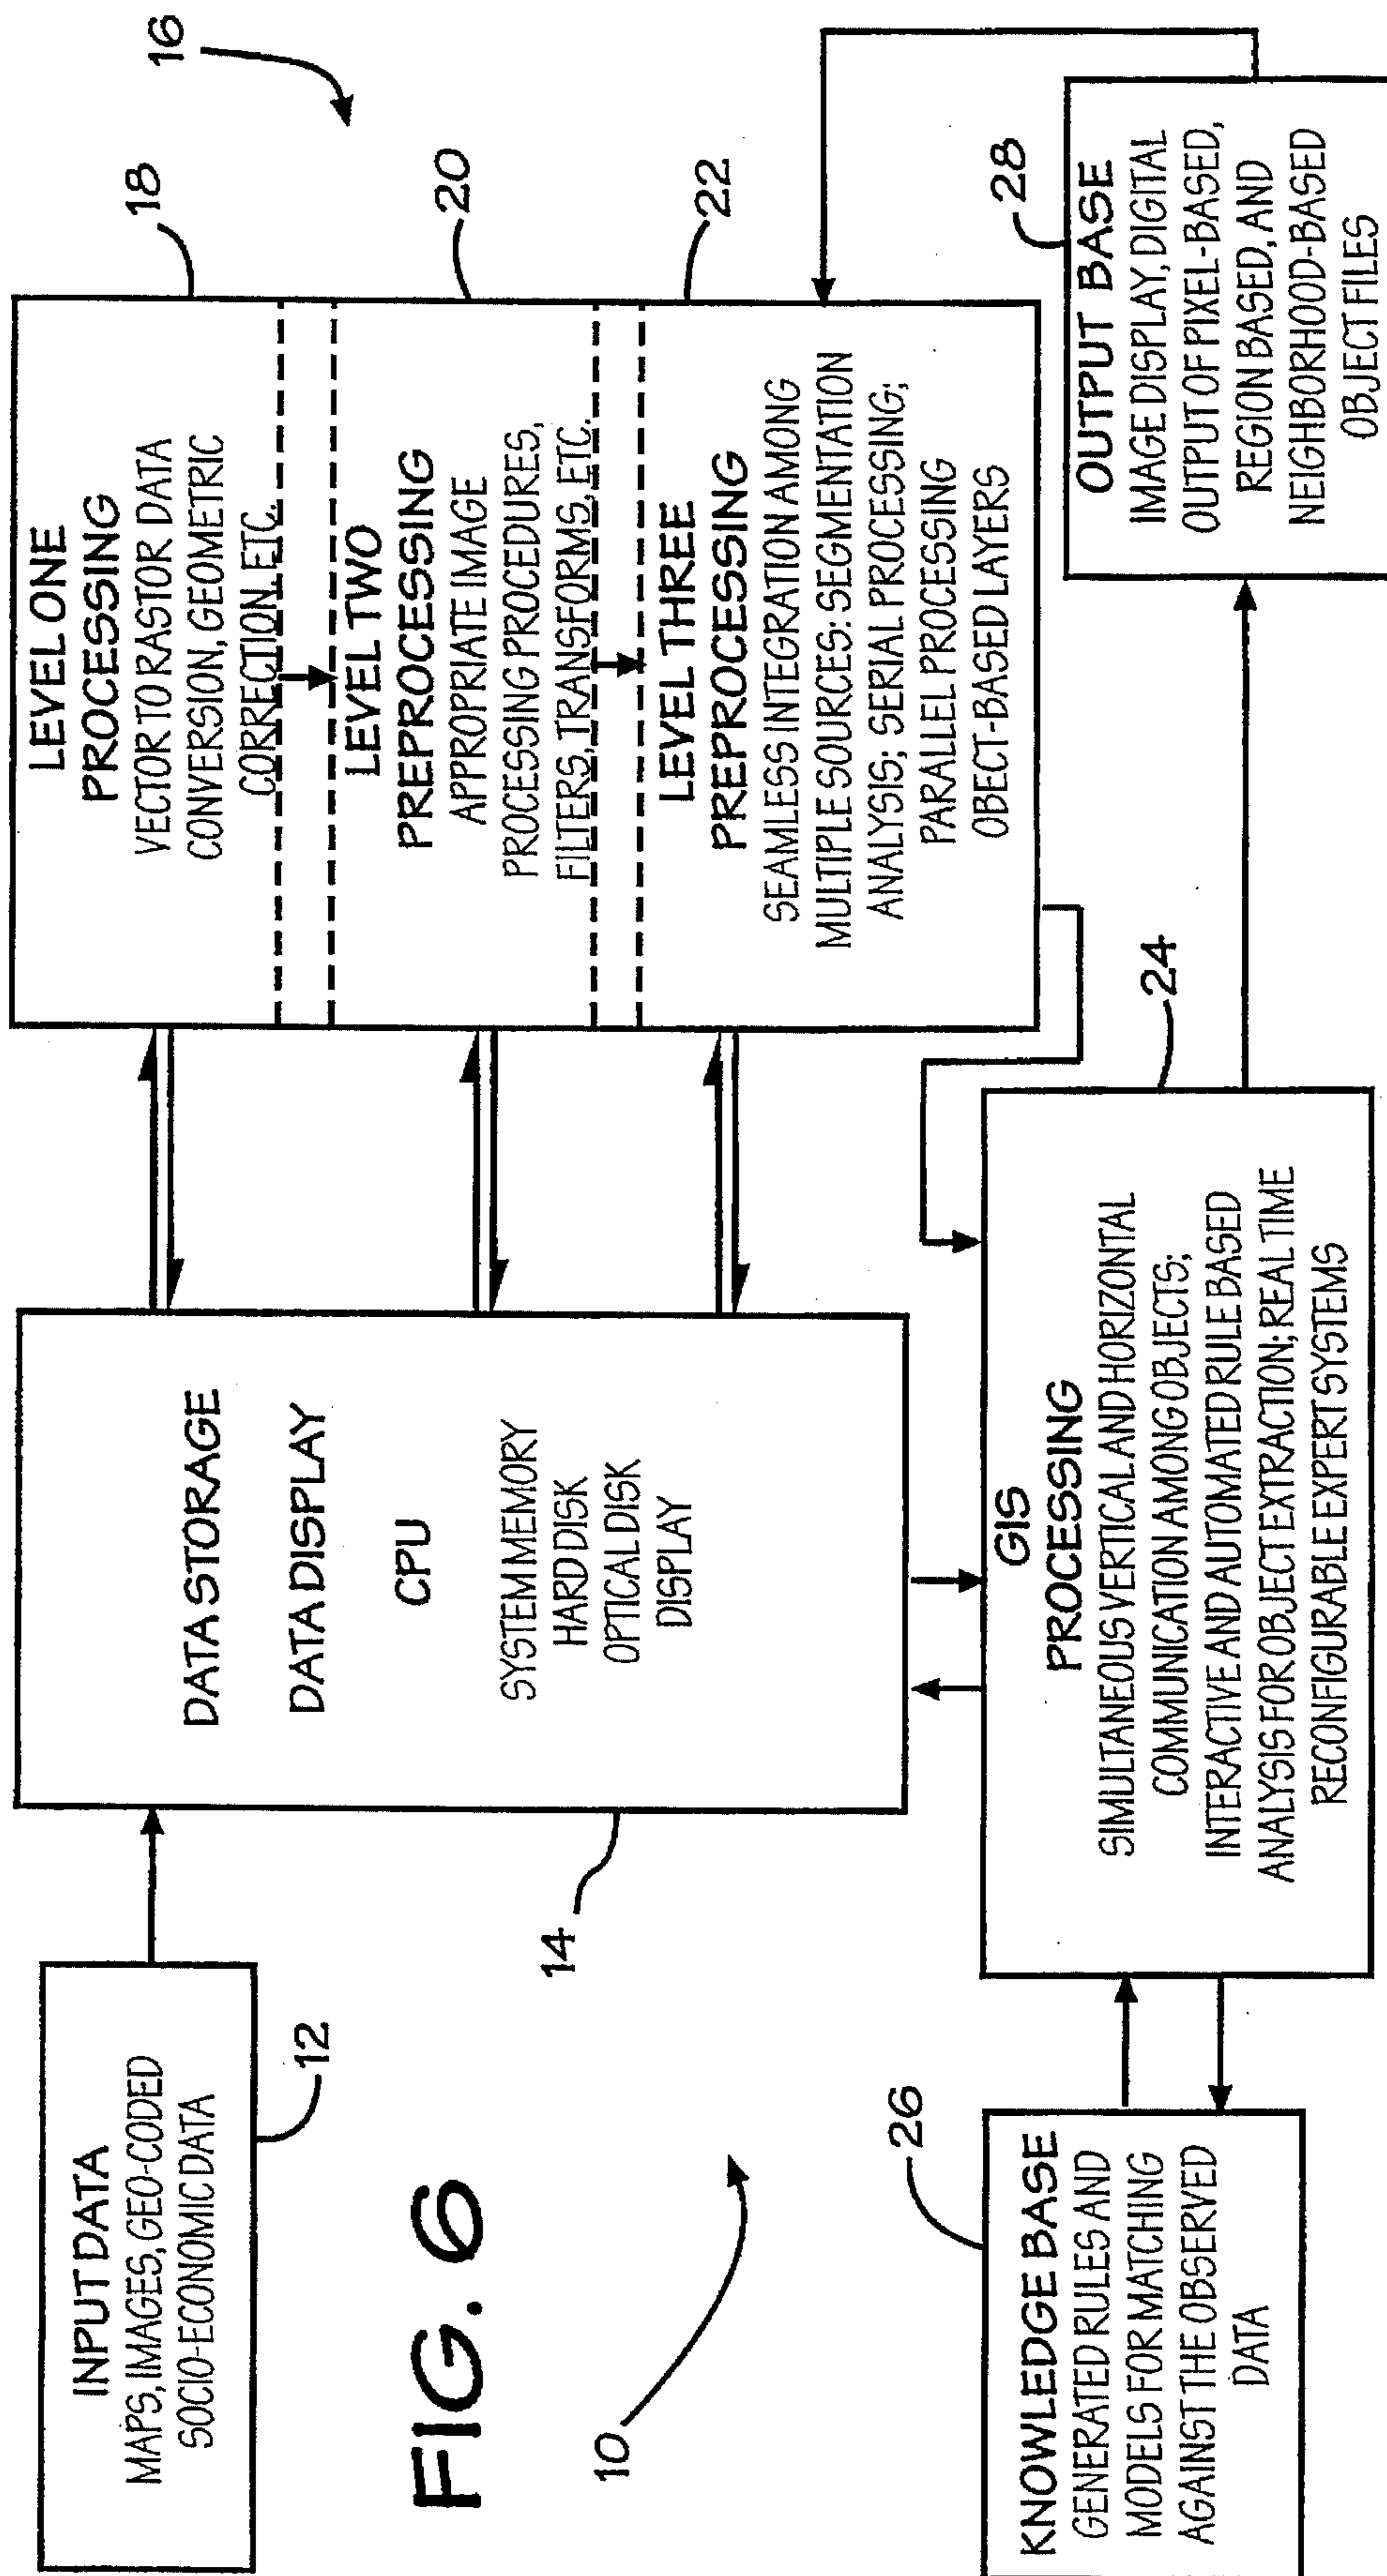 INPUT DATA
MAPS, IMAGES, GEO-CODED
SOCIO-ECONOMIC DATA
12
DATA STORAGE
DATA DISPLAY
CPU
SYSTEM MEMORY
HARD DISK
OPTICAL DISK
DISPLAY
14
16
LEVEL ONE
PROCESSING
VECTOR TO RASTOR DATA
CONVERSION, GEOMETRIC
CORRECTION, ETC.
18
LEVEL TWO
PREPROCESSING
APPROPRIATE IMAGE
PROCESSING PROCEDURES,
FILTERS, TRANSFORMS, ETC.
20
LEVEL THREE
PREPROCESSING
SEAMLESS INTEGRATION AMONG
MULTIPLE SOURCES: SEGMENTATION
ANALYSIS; SERIAL PROCESSING;
PARALLEL PROCESSING
OBECT-BASED LAYERS
22
FIG. 6
10
KNOWLEDGE BASE
GENERATED RULES AND
MODELS FOR MATCHING
AGAINST THE OBSERVED
DATA
26
GIS
PROCESSING
SIMULTANEOUS VERTICAL AND HORIZONTAL
COMMUNICATION AMONG OBJECTS;
INTERACTIVE AND AUTOMATED RULE BASED
ANALYSIS FOR OBJECT EXTRACTION; REAL TIME
RECONFIGURABLE EXPERT SYSTEMS
24
OUTPUT BASE
IMAGE DISPLAY, DIGITAL
OUTPUT OF PIXEL-BASED,
REGION BASED, AND
NEIGHBORHOOD-BASED
OBJECT FILES
28